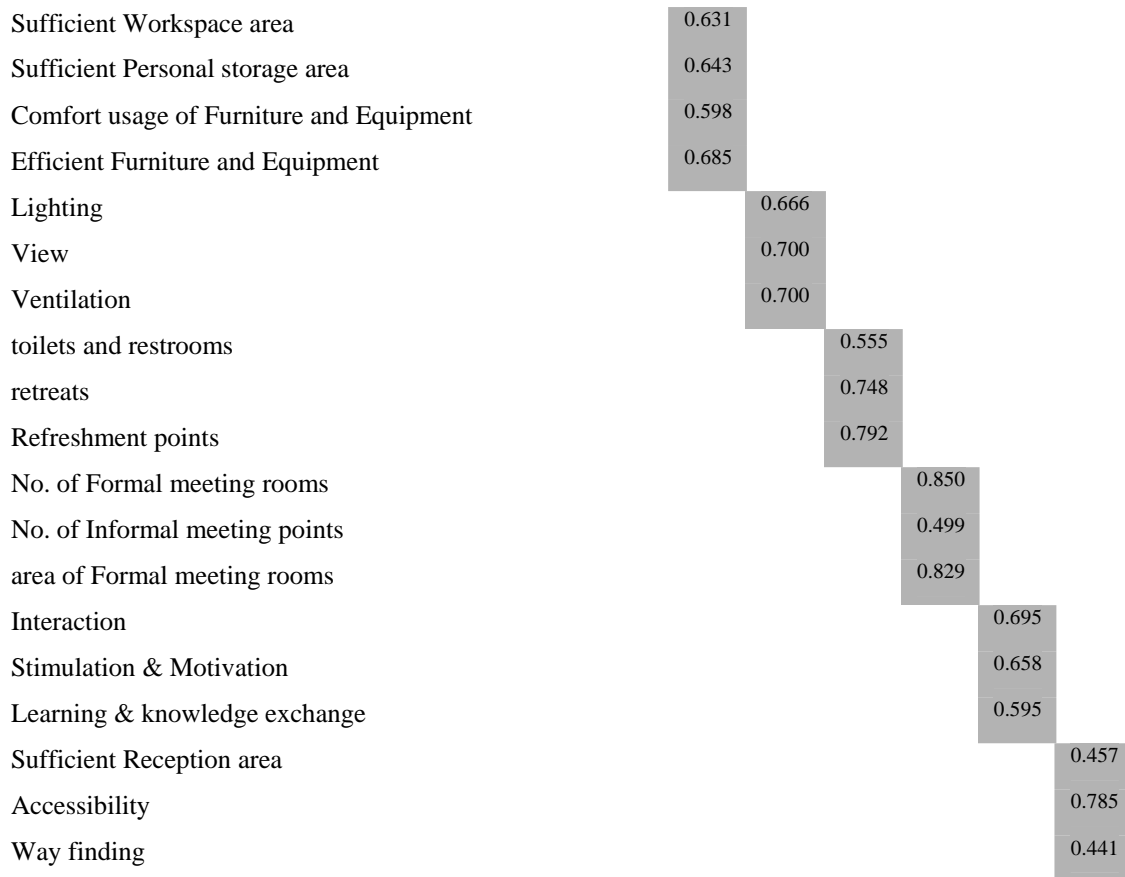 Sufficient Workspace area 0.631
Sufficient Personal storage area 0.643
Comfort usage of Furniture and Equipment 0.598
Efficient Furniture and Equipment 0.685
Lighting 0.666
View 0.700
Ventilation 0.700
toilets and restrooms 0.555
retreats 0.748
Refreshment points 0.792
No. of Formal meeting rooms 0.850
No. of Informal meeting points 0.499
area of Formal meeting rooms 0.829
Interaction 0.695
Stimulation & Motivation 0.658
Learning & knowledge exchange 0.595
Sufficient Reception area 0.457
Accessibility 0.785
Way finding 0.441